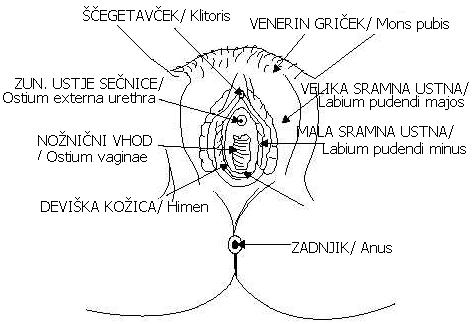 ŠČEGETAVČEK/ Klitoris
VENERIN GRIČEK/ Mons pubis
ZUN. USTJE SEČNICE/
Ostium externa urethra
VELIKA SRAMNA USTNA/
Labium pudendi majos
NOŽNIČNI VHOD
/ Ostium vaginae
MALA SRAMNA USTNA/
Labium pudendi minus
DEVIŠKA KOŽICA/ Himen
ZADNJIK/ Anus